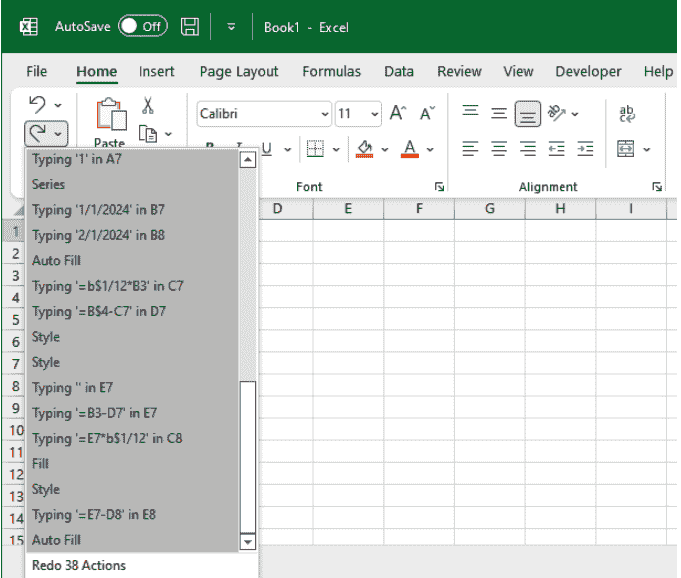 AutoSave Off Book1 - Excel
File Home Insert Page Layout Formulas Data Review View Developer Help
Calibri 11 A A ab
Paste
U A
Font Alignment
D E F G H I
Typing '1' in A7
Series
Typing '1/1/2024' in B7
Typing '2/1/2024' in B8
Auto Fill
Typing '=b$1/12*B3' in C7
Typing '=B$4-C7' in D7
Style
Style
Typing '' in E7
Typing '=B3-D7' in E7
Typing '=E7*b$1/12' in C8
Fill
Style
Typing '=E7-D8' in E8
Auto Fill
Redo 38 Actions
1
2
3
4
5
6
7
8
9
10
11
12
13
14
15